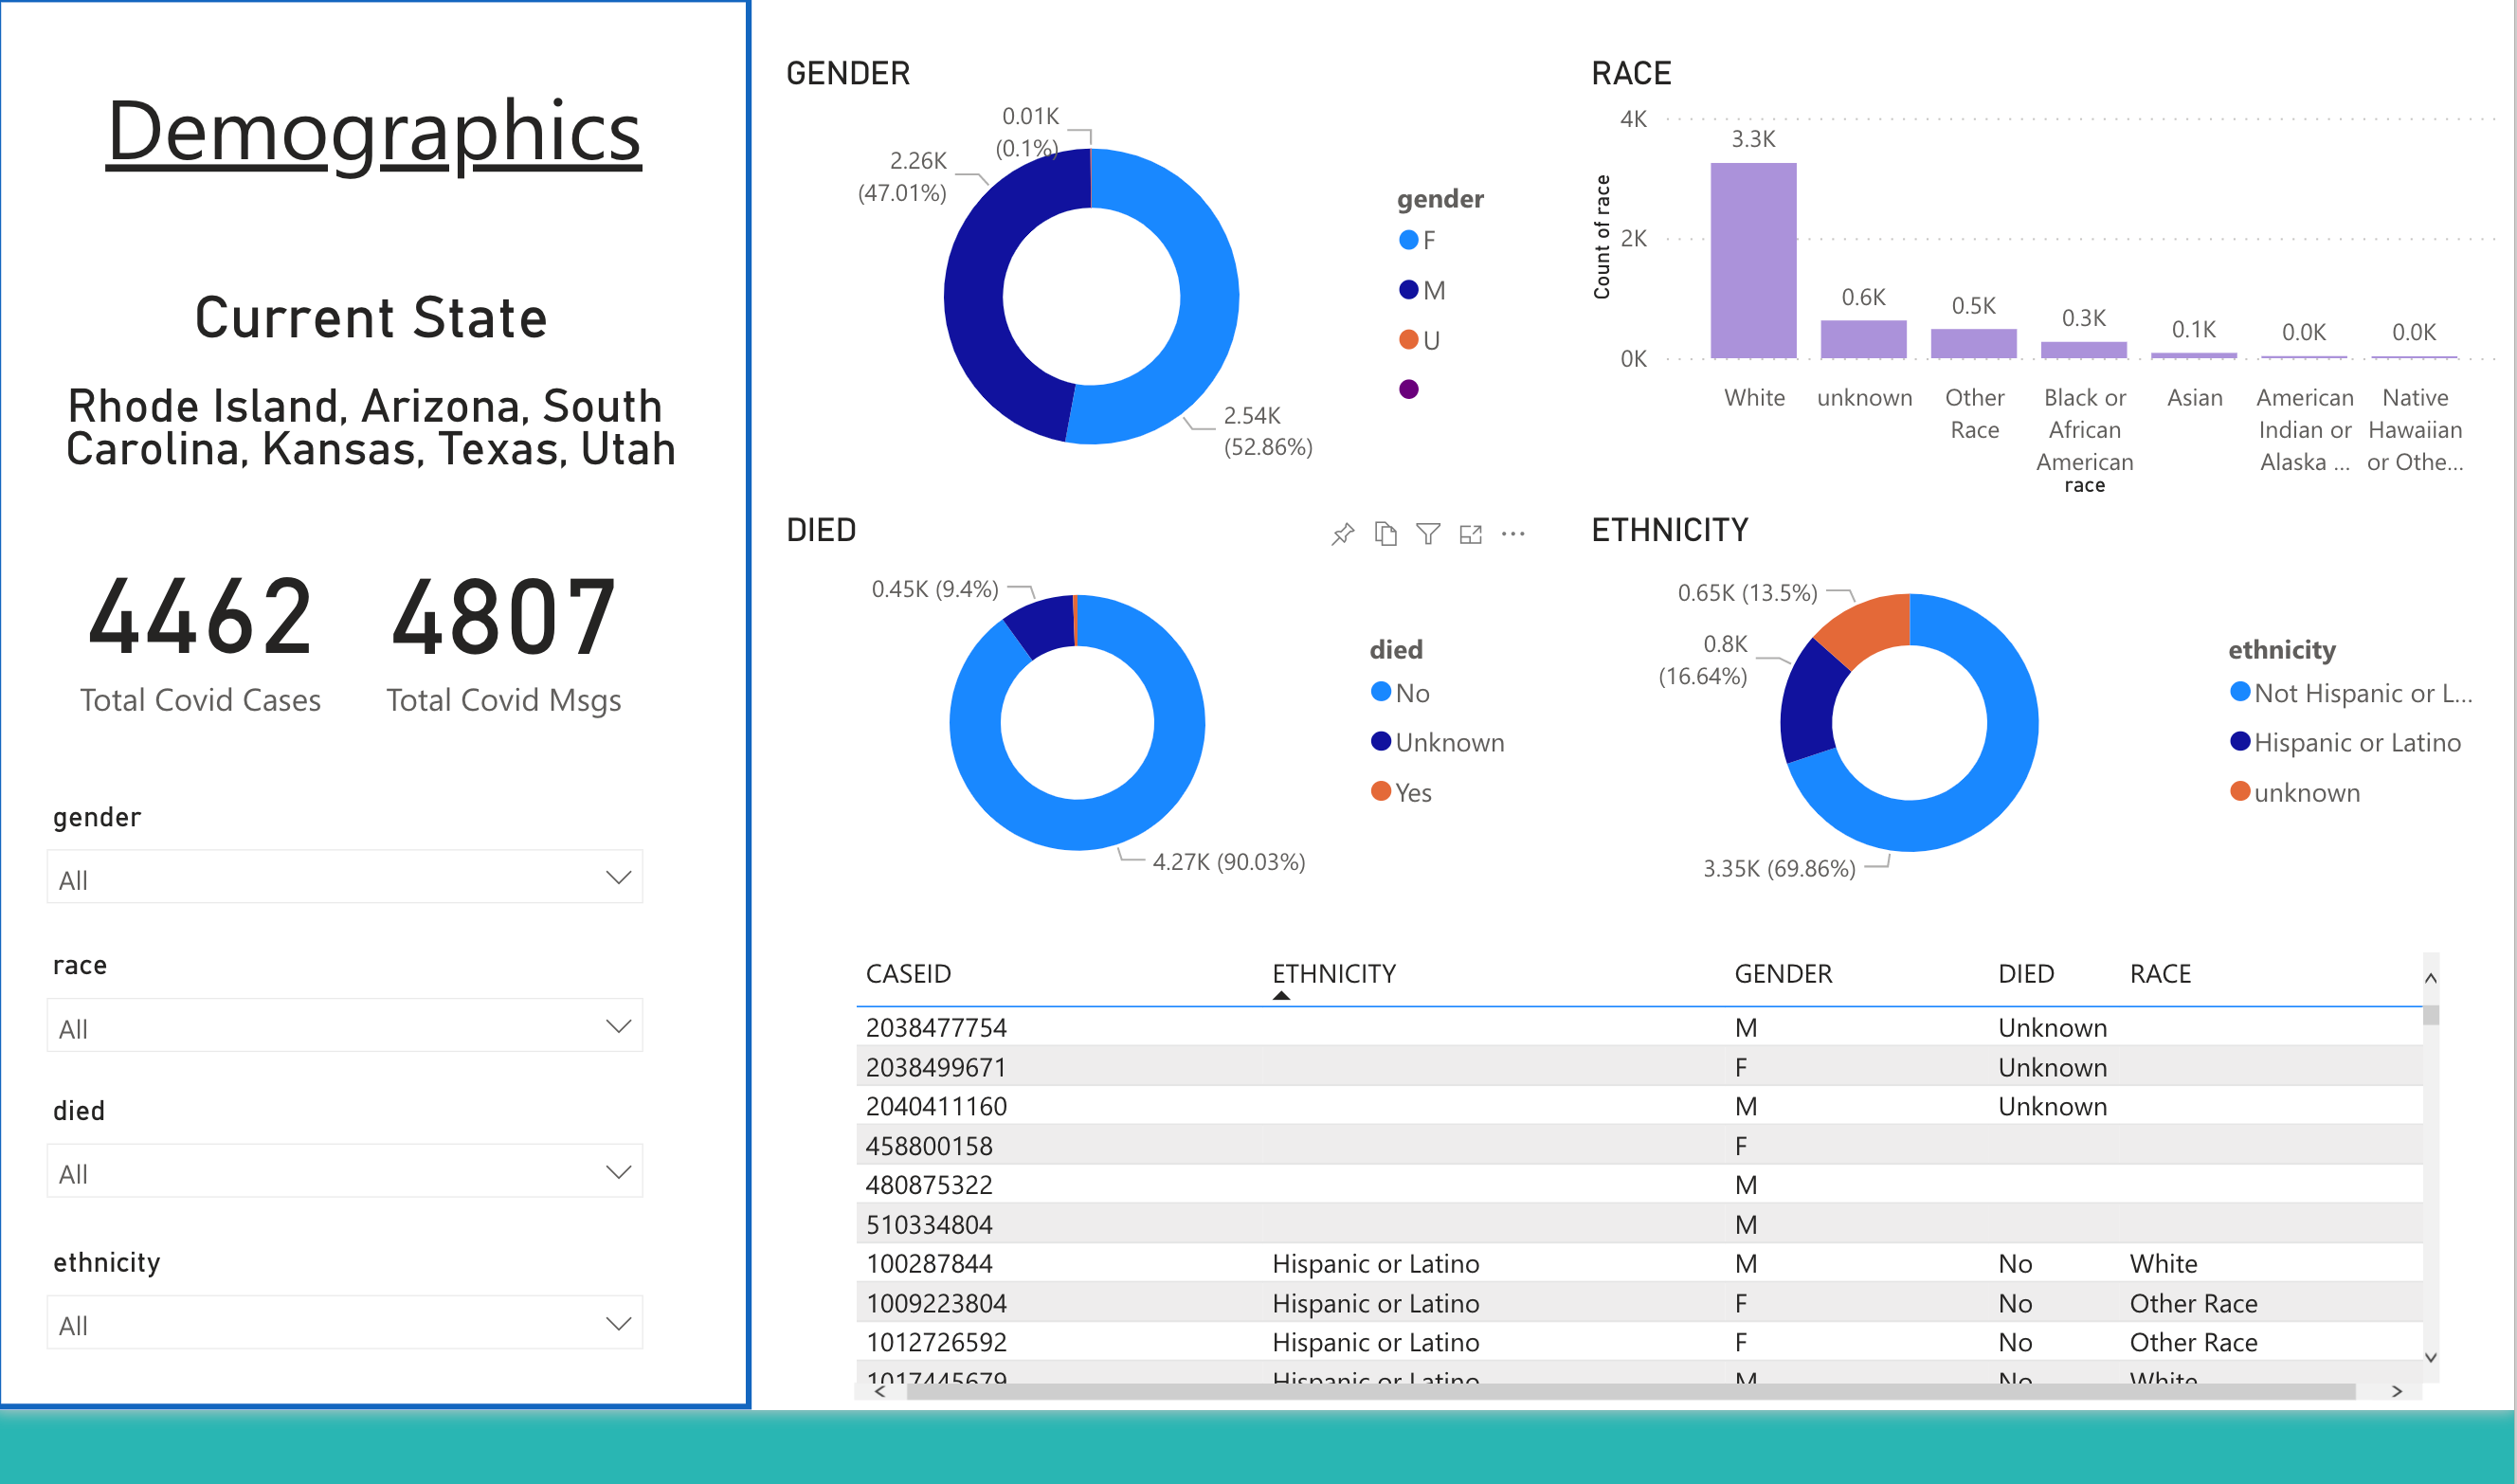 Demographics
Current State
Rhode Island, Arizona, South
Carolina, Kansas, Texas, Utah
4462
Total Covid Cases
4807
Total Covid Msgs
gender
All
race
All
died
All
ethnicity
All
GENDER
0.01K
(0.1%)
2.26K
(47.01%)
2.54K
(52.86%)
gender
F
M
U
RACE
Count of race
4K
2K
0K
3.3K
0.6K
0.5K
0.3K
0.1K
0.0K
0.0K
White
unknown
Other
Race
Black or
African
American
Asian
American
Indian or
Alaska ...
Native
Hawaiian
or Othe...
race
DIED
0.45K (9.4%)
4.27K (90.03%)
died
No
Unknown
Yes
ETHNICITY
0.65K (13.5%)
0.8K
(16.64%)
3.35K (69.86%)
ethnicity
Not Hispanic or L...
Hispanic or Latino
unknown
CASEID ETHNICITY GENDER DIED RACE
2038477754 M Unknown
2038499671 F Unknown
2040411160 M Unknown
458800158 F
480875322 M
510334804 M
100287844 Hispanic or Latino M No White
1009223804 Hispanic or Latino F No Other Race
1012726592 Hispanic or Latino F No Other Race
1017445679 Hispanic or Latino M No White